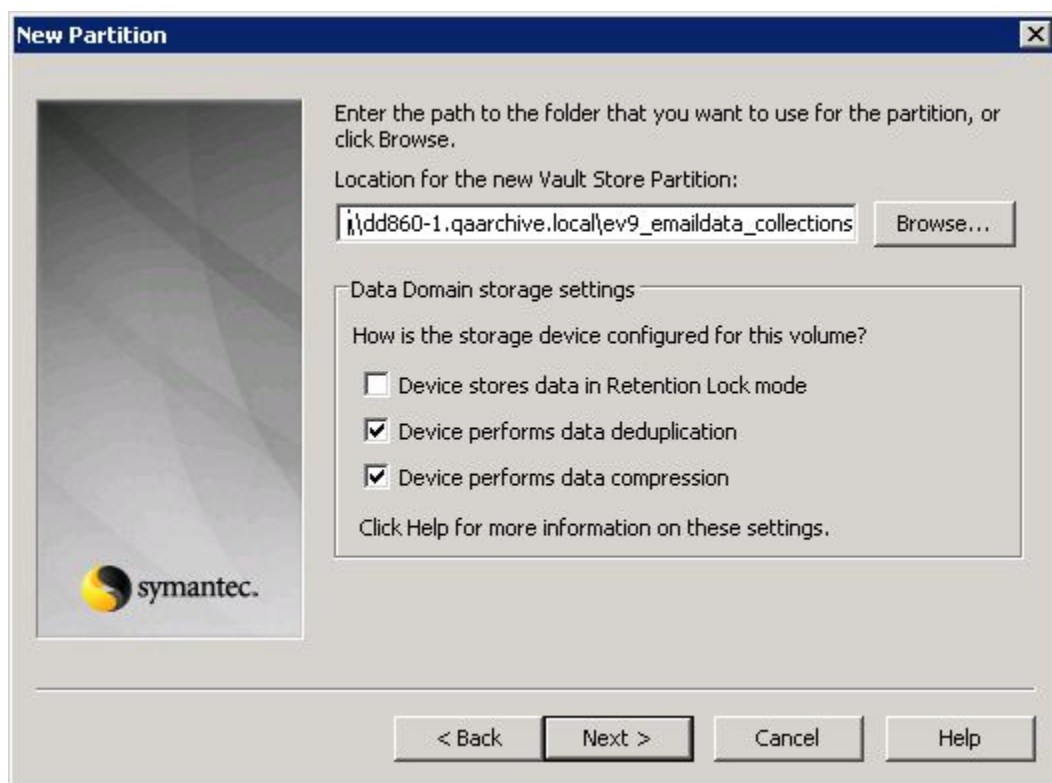 New Partition
Enter the path to the folder that you want to use for the partition, or
click Browse.
Location for the new Vault Store Partition:
\\dd860-1.qaarchive.local\ev9_emaildata_collections
Browse...
Data Domain storage settings
How is the storage device configured for this volume?
Device stores data in Retention Lock mode
Device performs data deduplication
Device performs data compression
Click Help for more information on these settings.
symantec.
< Back
Next >
Cancel
Help